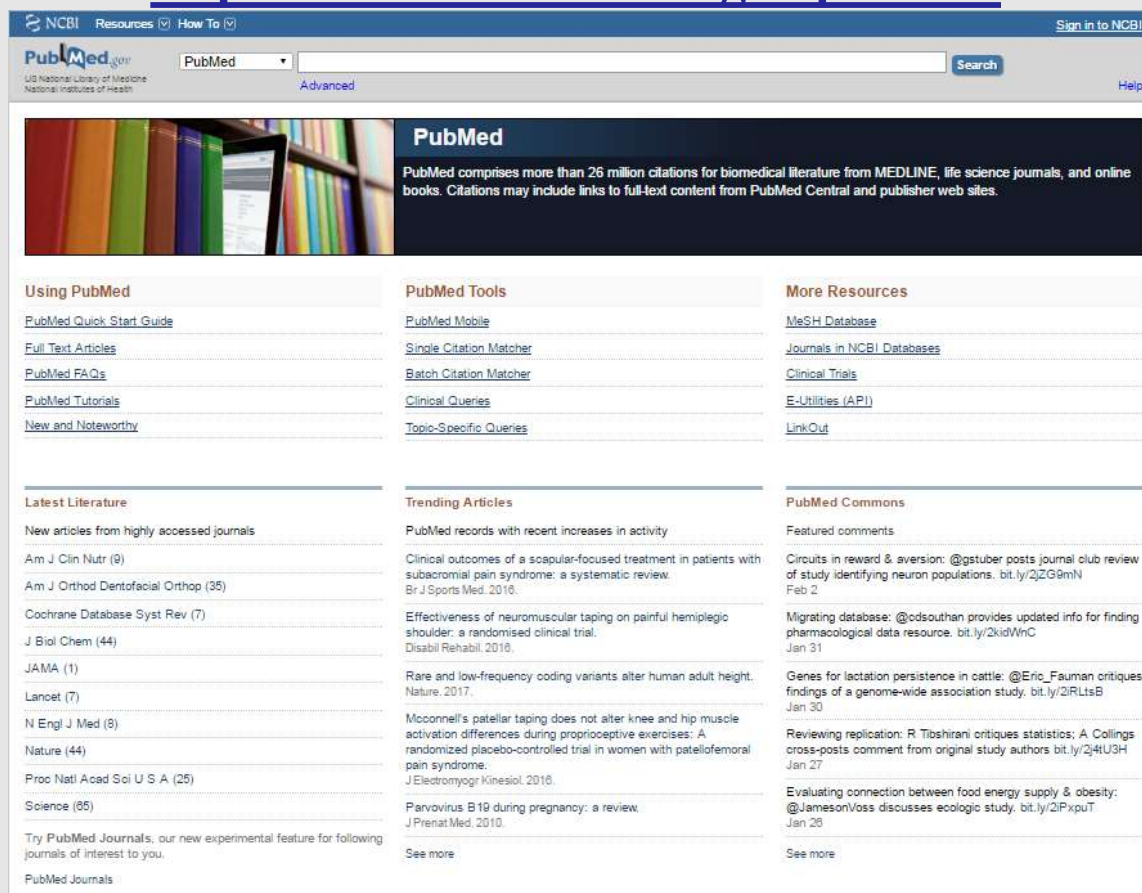 NCBI Resources How To Sign in to NCBI
PubMed.gov
US National Library of Medicine
National Institutes of Health
PubMed
Search
Advanced
Help
PubMed
PubMed comprises more than 26 million citations for biomedical literature from MEDLINE, life science journals, and online
books. Citations may include links to full-text content from PubMed Central and publisher web sites.
Using PubMed
PubMed Quick Start Guide
Full Text Articles
PubMed FAQs
PubMed Tutorials
New and Noteworthy
PubMed Tools
PubMed Mobile
Single Citation Matcher
Batch Citation Matcher
Clinical Queries
Topic-Specific Queries
More Resources
MeSH Database
Journals in NCBI Databases
Clinical Trials
E-Utilities (API)
LinkOut
Latest Literature
New articles from highly accessed journals
Am J Clin Nutr (9)
Am J Orthod Dentofacial Orthop (35)
Cochrane Database Syst Rev (7)
J Biol Chem (44)
JAMA (1)
Lancet (7)
N Engl J Med (8)
Nature (44)
Proc Natl Acad Sci U S A (25)
Science (65)
Try PubMed Journals, our new experimental feature for following
journals of interest to you.
PubMed Journals
Trending Articles
PubMed records with recent increases in activity
Clinical outcomes of a scapular-focused treatment in patients with
subacromial pain syndrome: a systematic review.
Br J Sports Med. 2016.
Effectiveness of neuromuscular taping on painful hemiplegic
shoulder: a randomised clinical trial.
Disabil Rehabil. 2016.
Rare and low-frequency coding variants alter human adult height.
Nature. 2017.
Mcconnell's patellar taping does not alter knee and hip muscle
activation differences during proprioceptive exercises: A
randomized placebo-controlled trial in women with patellofemoral
pain syndrome.
J Electromyogr Kinesiol. 2016.
Parvovirus B19 during pregnancy: a review.
J Prenat Med. 2010.
See more
PubMed Commons
Featured comments
Circuits in reward & aversion: @gstuber posts journal club review
of study identifying neuron populations. bit.ly/2jZG9mN
Feb 2
Migrating database: @cdsouthan provides updated info for finding
pharmacological data resource. bit.ly/2kidWnC
Jan 31
Genes for lactation persistence in cattle: @Eric_Fauman critiques
findings of a genome-wide association study. bit.ly/2iRLtsB
Jan 30
Reviewing replication: R Tibshirani critiques statistics; A Collings
cross-posts comment from original study authors bit.ly/2j4tU3H
Jan 27
Evaluating connection between food energy supply & obesity:
@JamesonVoss discusses ecologic study. bit.ly/2iPxpuT
Jan 26
See more